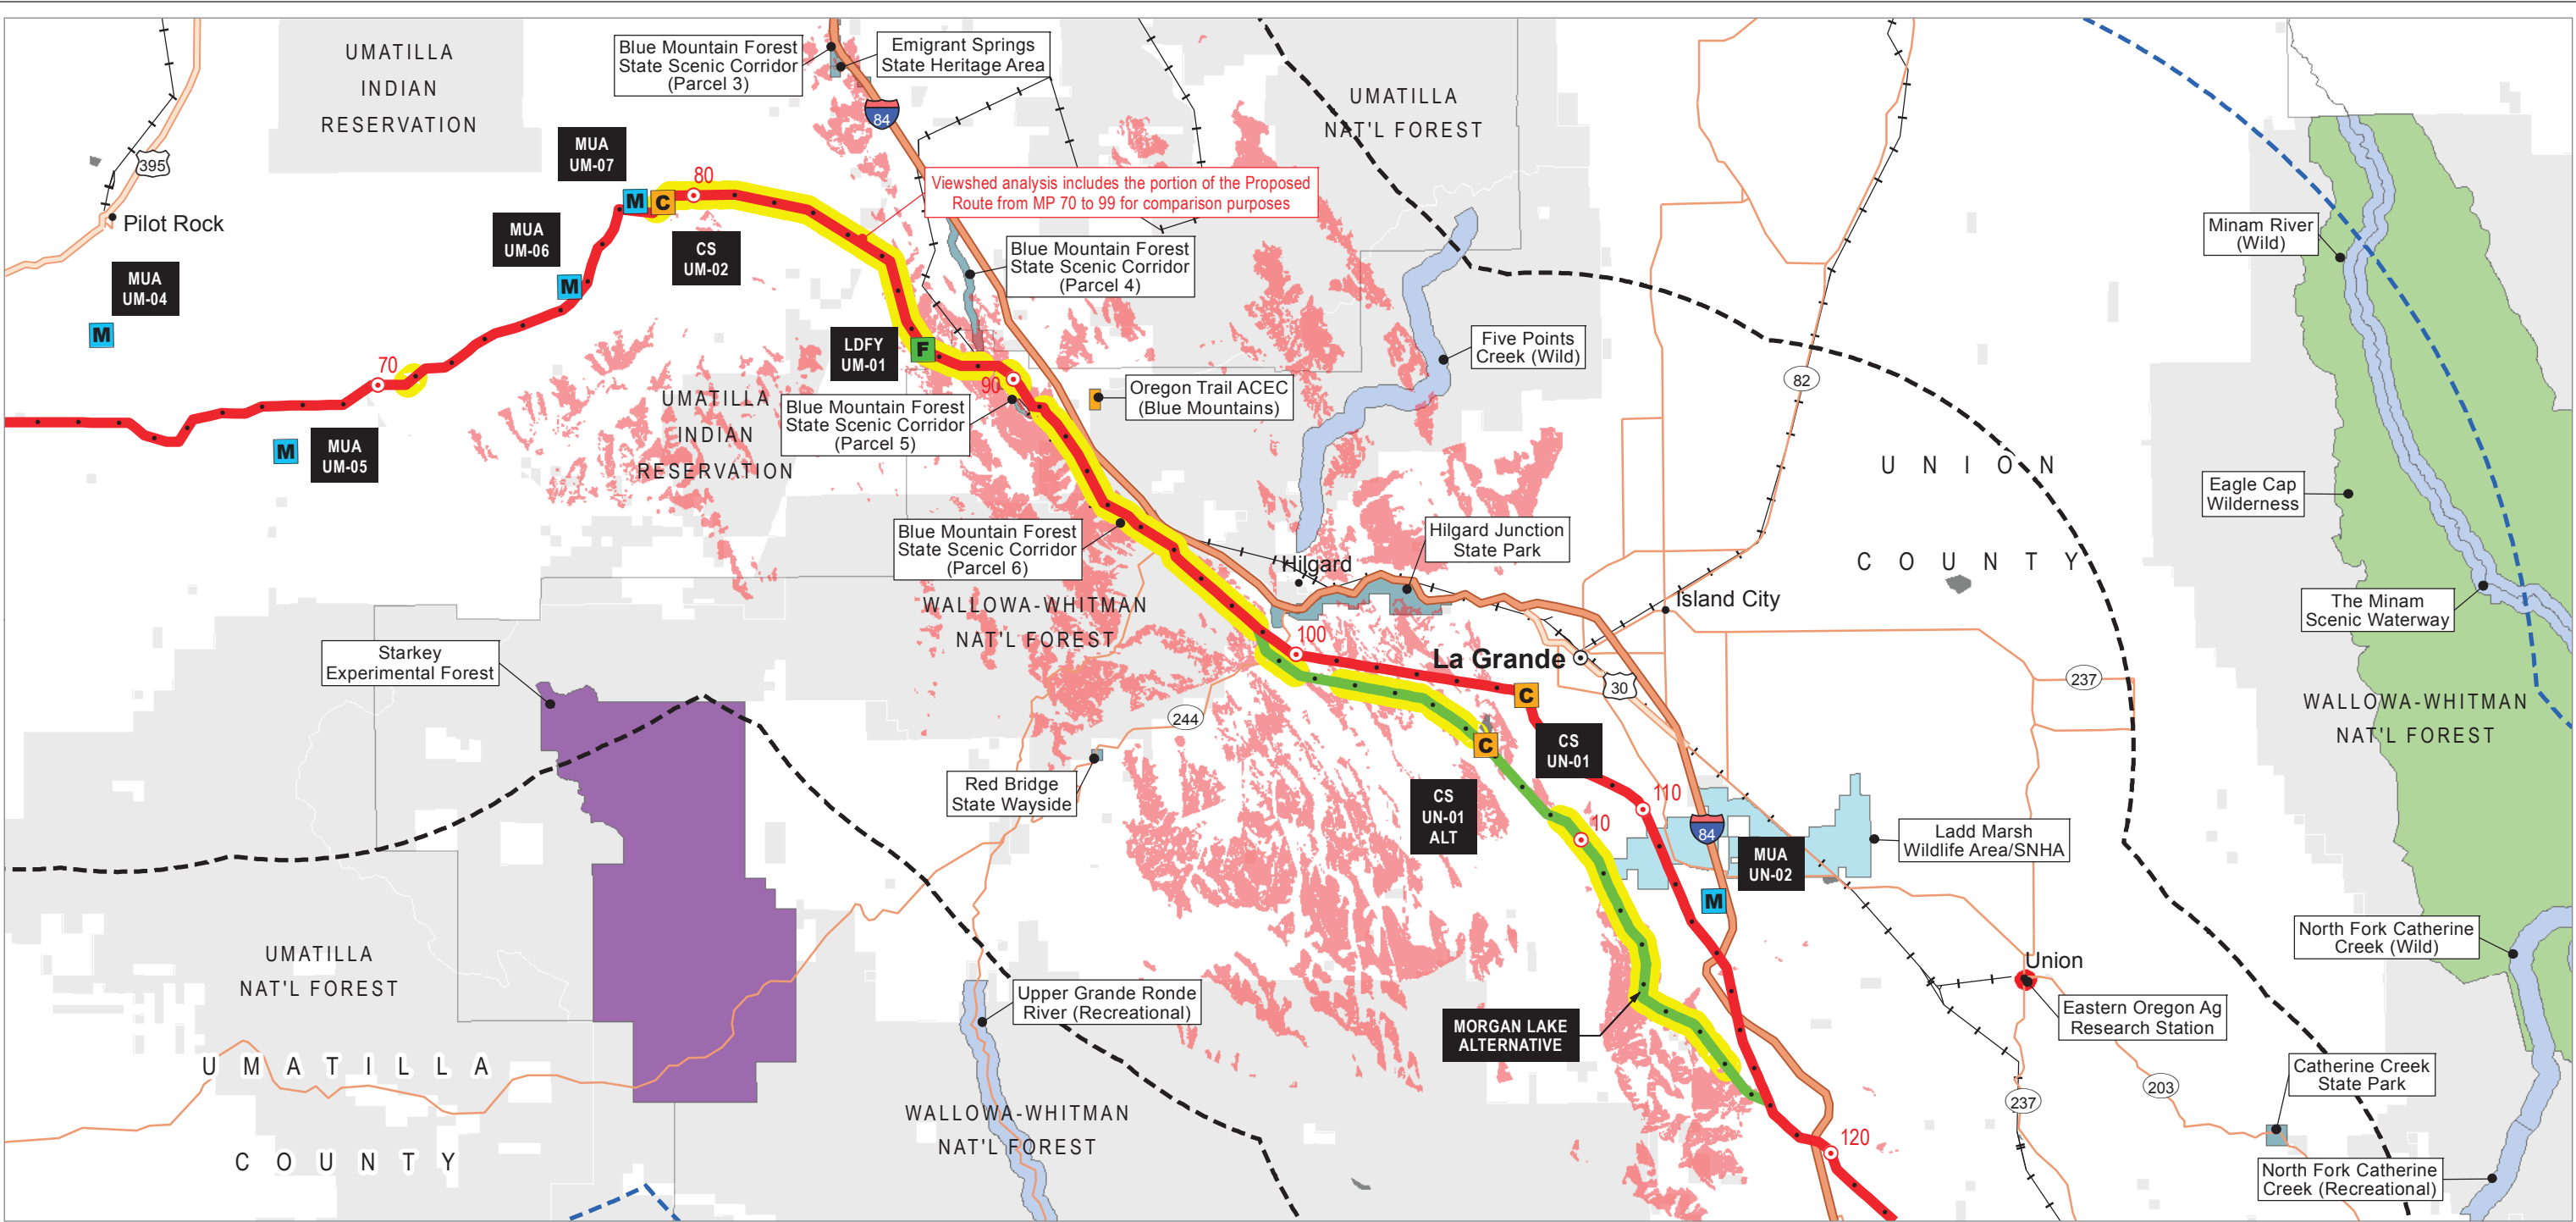 UMATILLA
INDIAN
RESERVATION
Blue Mountain Forest
State Scenic Corridor
(Parcel 3)
Emigrant Springs
State Heritage Area
84
UMATILLA
NAT'L FOREST
395
Pilot Rock
MUA
UM-07
M
C
80
Viewshed analysis includes the portion of the Proposed
Route from MP 70 to 99 for comparison purposes
MUA
UM-06
M
CS
UM-02
Blue Mountain Forest
State Scenic Corridor
(Parcel 4)
Minam River
(Wild)
MUA
UM-04
M
70
LDFY
UM-01
F
90
Five Points
Creek (Wild)
82
Oregon Trail ACEC
(Blue Mountains)
UMATILLA
INDIAN
RESERVATION
Blue Mountain Forest
State Scenic Corridor
(Parcel 5)
M
MUA
UM-05
UNION
COUNTY
Eagle Cap
Wilderness
Blue Mountain Forest
State Scenic Corridor
(Parcel 6)
Hilgard Junction
State Park
Hilgard
Island City
The Minam
Scenic Waterway
WALLOWA-WHITMAN
NAT'L FOREST
100
La Grande
30
237
Starkey
Experimental Forest
C
C
244
CS
UN-01
WALLOWA-WHITMAN
NAT'L FOREST
Red Bridge
State Wayside
CS
UN-01
ALT
110
10
84
Ladd Marsh
Wildlife Area/SNHA
MUA
UN-02
M
UMATILLA
NAT'L FOREST
North Fork Catherine
Creek (Wild)
Union
Upper Grande Ronde
River (Recreational)
Eastern Oregon Ag
Research Station
MORGAN LAKE
ALTERNATIVE
UMATILLA
COUNTY
WALLOWA-WHITMAN
NAT'L FOREST
Catherine Creek
State Park
203
237
120
North Fork Catherine
Creek (Recreational)